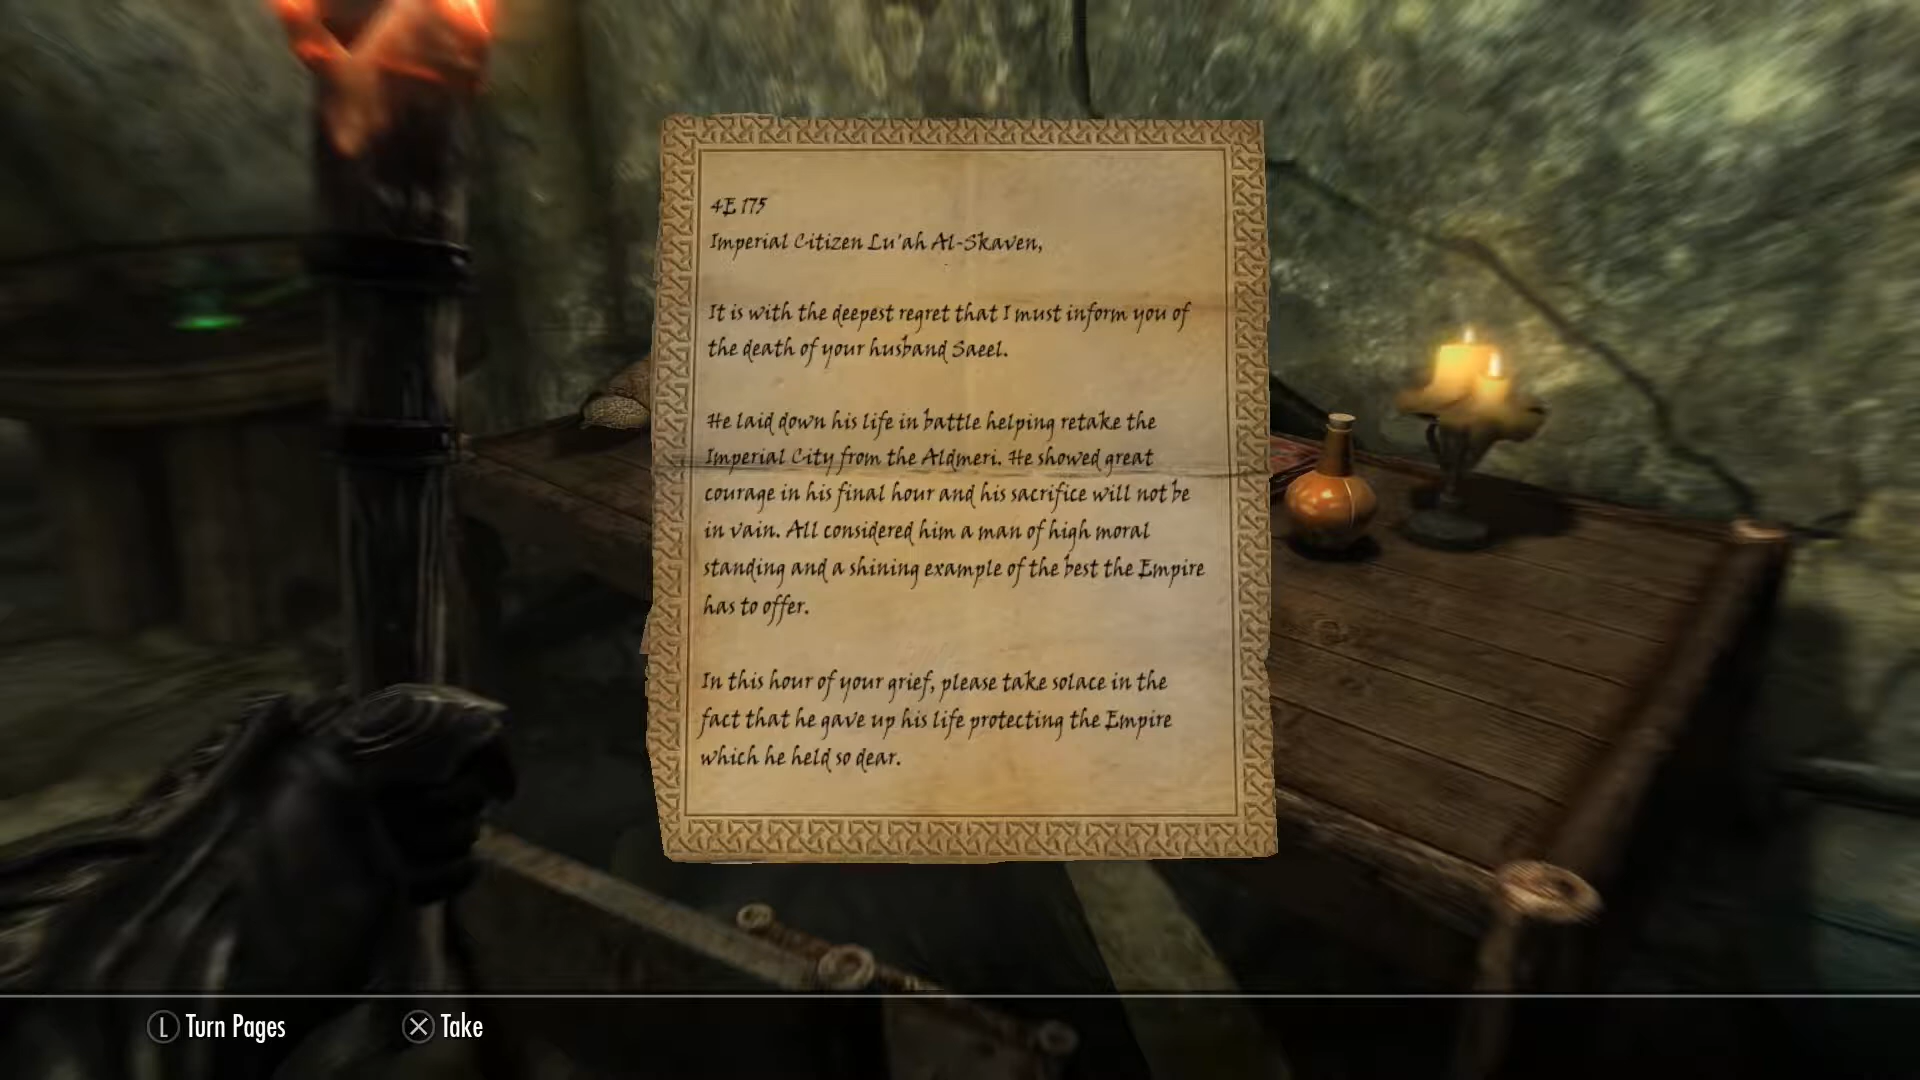 4E 175
Imperial Citizen Lu'ah Al-Skaven,
It is with the deepest regret that I must inform you of
the death of your husband Saeel.
He laid down his life in battle helping retake the
Imperial City from the Aldmeri. He showed great
courage in his final hour and his sacrifice will not be
in vain. All considered him a man of high moral
standing and a shining example of the best the Empire
has to offer.
In this hour of your grief, please take solace in the
fact that he gave up his life protecting the Empire
which he held so dear.
L Turn Pages
X Take